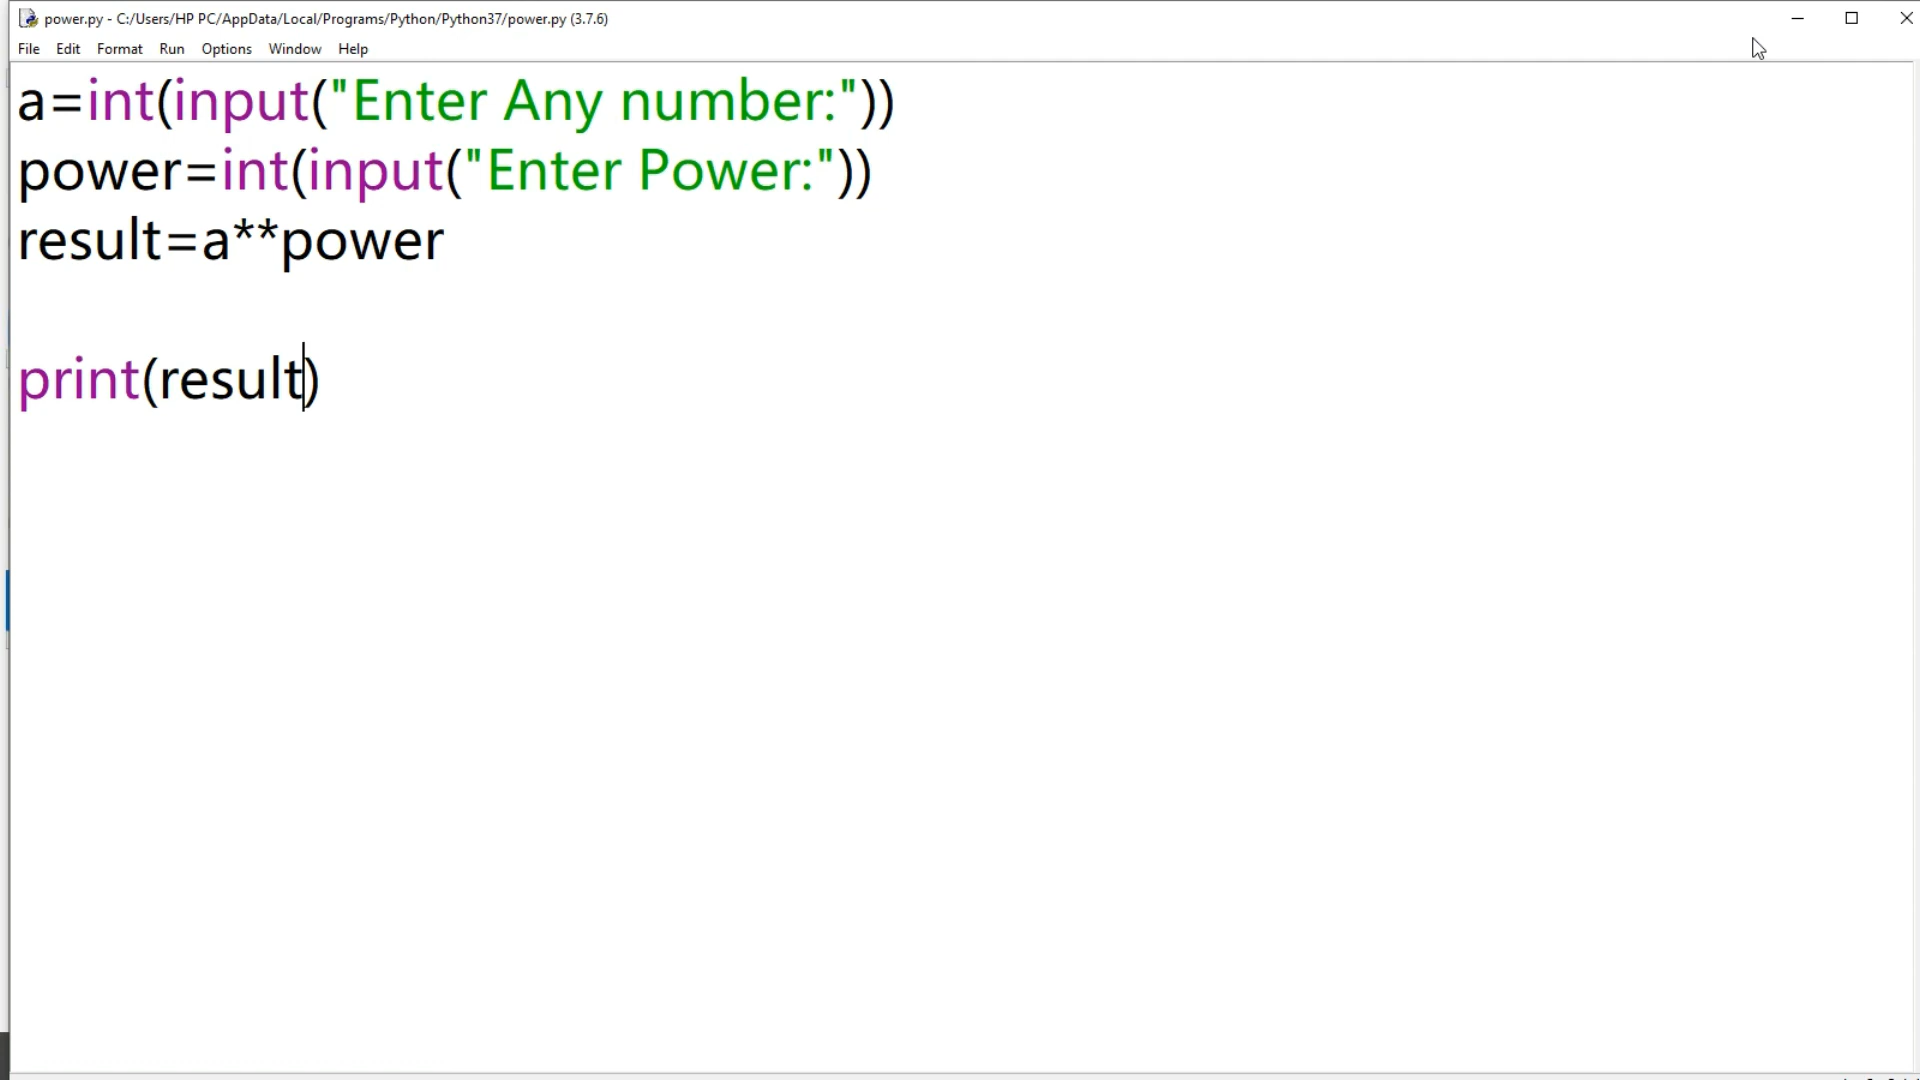 power.py - C:/Users/HP PC/AppData/Local/Programs/Python/Python37/power.py (3.7.6)
File Edit Format Run Options Window Help
a=int(input("Enter Any number:"))
power=int(input("Enter Power:"))
result=a**power
print(result)